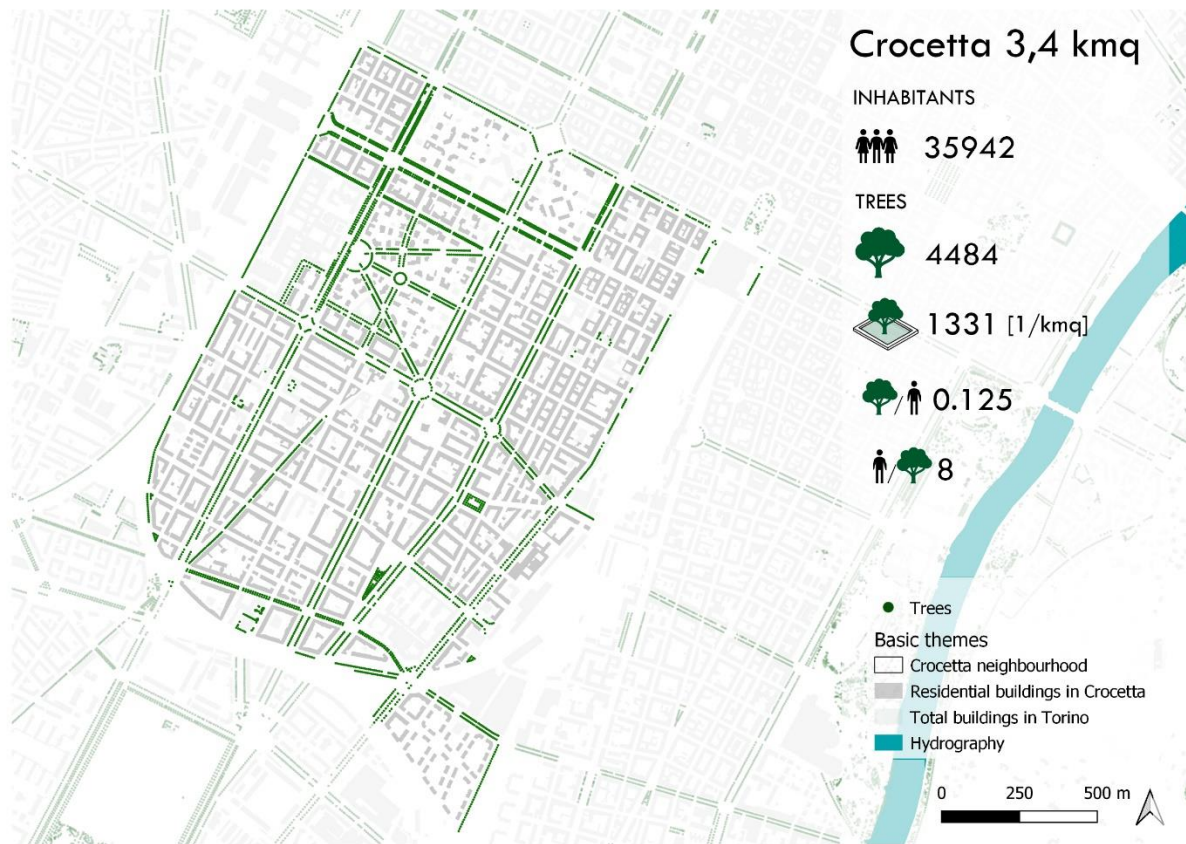 Crocetta 3,4 kmq
INHABITANTS
35942
TREES
4484
1331 [1/kmq]
/ 0.125
/ 8
Trees
Basic themes
Crocetta neighbourhood
Residential buildings in Crocetta
Total buildings in Torino
Hydrography
0 250 500 m